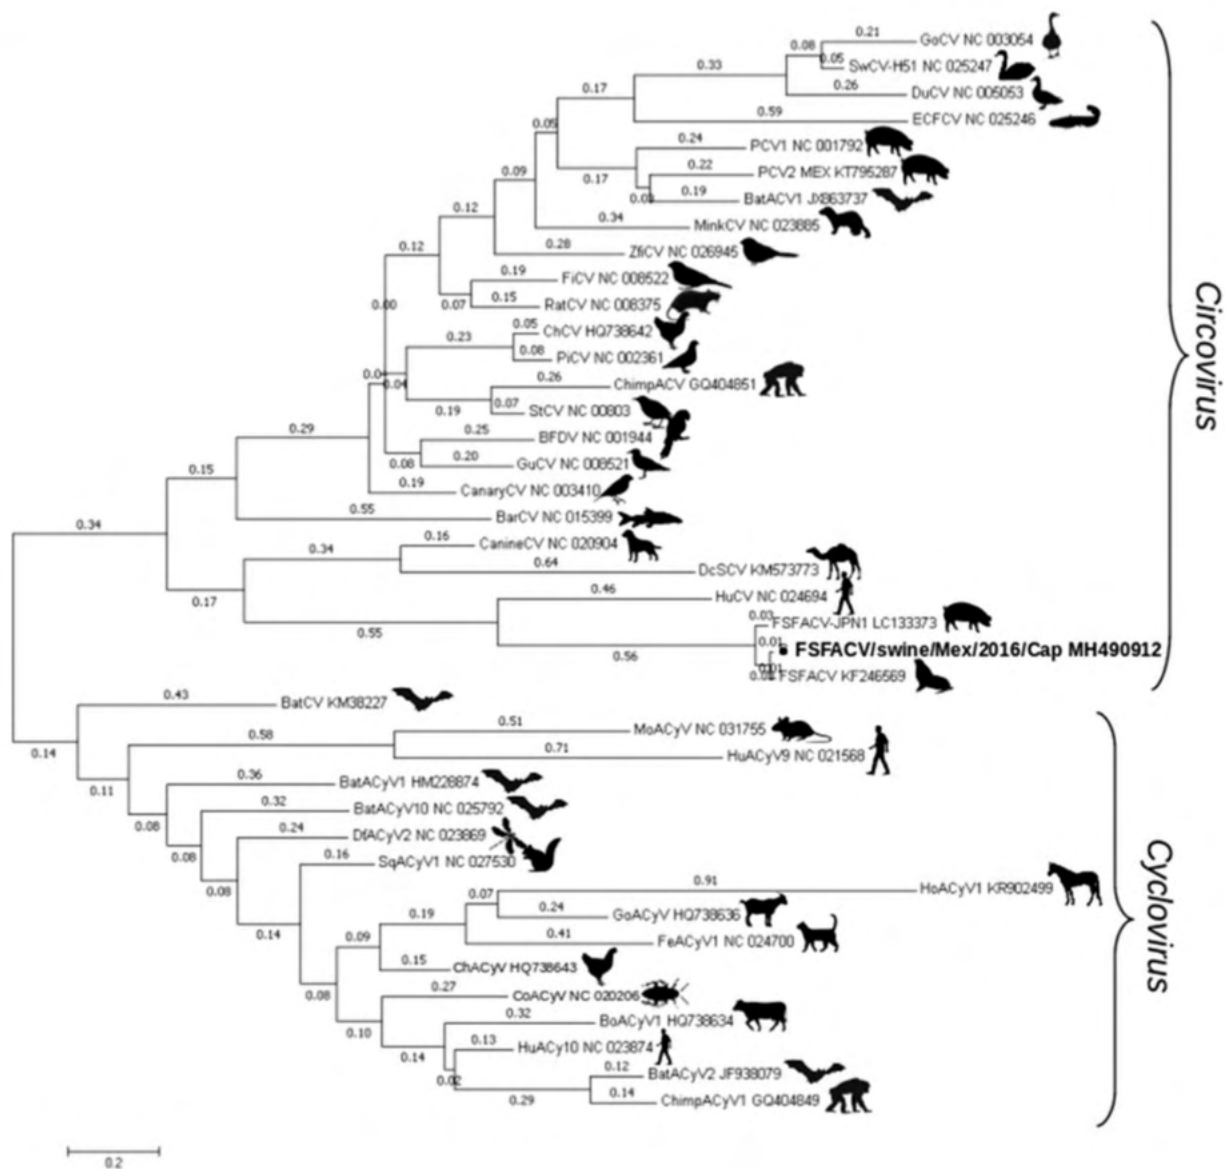 0.21
GoCV NC 003054
0.08
0.05
SwCV-H51 NC 025247
0.33
0.26
DuCV NC 005053
0.17
0.59
ECFCV NC 025246
0.05
0.24
PCV1 NC 001792
0.22
PCV2 MEX KT795287
0.17
0.19
BatACV1 JX863737
0.09
0.34
MinkCV NC 023885
0.12
0.28
ZfiCV NC 026945
0.12
0.19
FiCV NC 008522
0.07
0.15
RatCV NC 008375
0.00
0.05
ChCV HQ738642
0.23
0.08
PiCV NC 002361
0.04
0.26
ChimpACV GQ404851
0.19
0.07
StCV NC 00803
0.29
0.25
BFDV NC 001944
0.08
0.20
GuCV NC 008521
0.15
0.19
CanaryCV NC 003410
0.55
BarCV NC 015399
0.34
0.16
CanineCV NC 020904
0.34
0.64
DcSCV KM573773
0.17
0.46
HuCV NC 024694
0.55
0.03
FSFACV-JPN1 LC133373
0.56
0.01
FSFACV/swine/Mex/2016/Cap MH490912
0.01
FSFACV KF246569
Circovirus
0.43
BatCV KM38227
0.14
0.51
MoACyV NC 031755
0.58
0.71
HuACyV9 NC 021568
0.11
0.36
BatACyV1 HM228874
0.08
0.32
BatACyV10 NC 025792
0.08
0.24
DfACyV2 NC 023869
0.08
0.16
SqACyV1 NC 027530
0.14
0.91
HoACyV1 KR902499
0.07
0.24
GoACyV HQ738636
0.19
0.41
FeACyV1 NC 024700
0.09
0.15
ChACyV HQ738643
0.08
0.27
CoACyV NC 020206
0.10
0.32
BoACyV1 HQ738634
0.14
0.13
HuACy10 NC 023874
0.02
0.12
BatACyV2 JF938079
0.29
0.14
ChimpACyV1 GQ404849
Cyclovirus
0.2